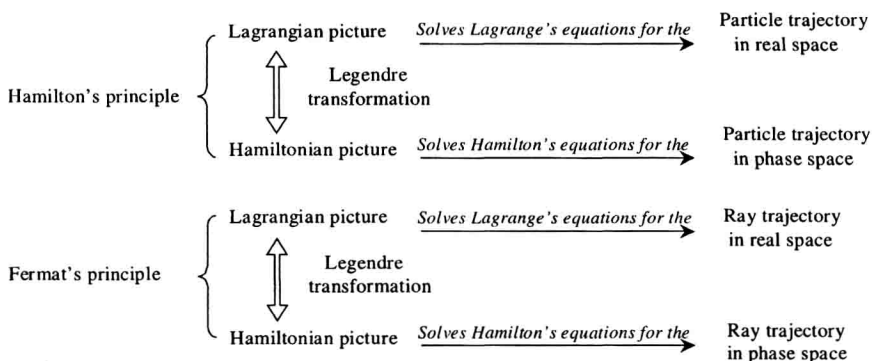 Lagrangian picture Solves Lagrange's equations for the Particle trajectory
in real space
Hamilton's principle
Legendre
transformation
Hamiltonian picture Solves Hamilton's equations for the Particle trajectory
in phase space
Lagrangian picture Solves Lagrange's equations for the Ray trajectory
in real space
Fermat's principle
Legendre
transformation
Hamiltonian picture Solves Hamilton's equations for the Ray trajectory
in phase space